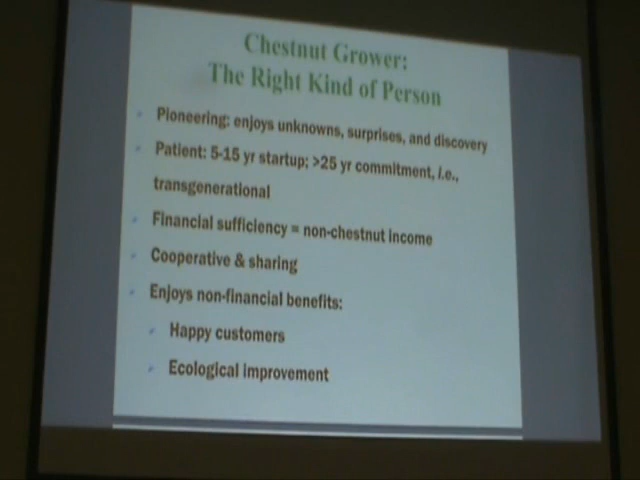 Chestnut Grower:
The Right Kind of Person
Pioneering: enjoys unknowns, surprises, and discovery
Patient: 5-15 yr startup; >25 yr commitment, i.e.,
transgenerational
Financial sufficiency = non-chestnut income
Cooperative & sharing
Enjoys non-financial benefits:
Happy customers
Ecological improvement